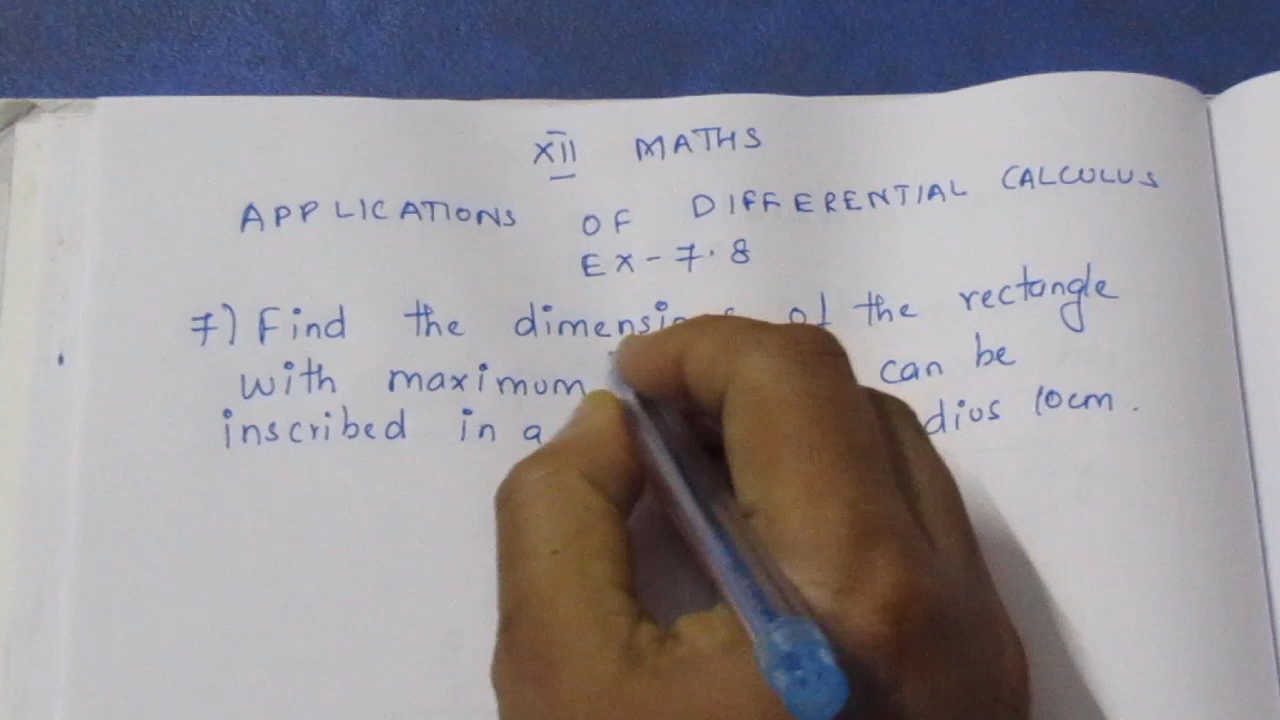 XII MATHS
APPLICATIONS OF DIFFERENTIAL CALCULUS
EX-7.8
7) Find the dimensions of the rectangle
with maximum can be
inscribed in a dius 10cm.